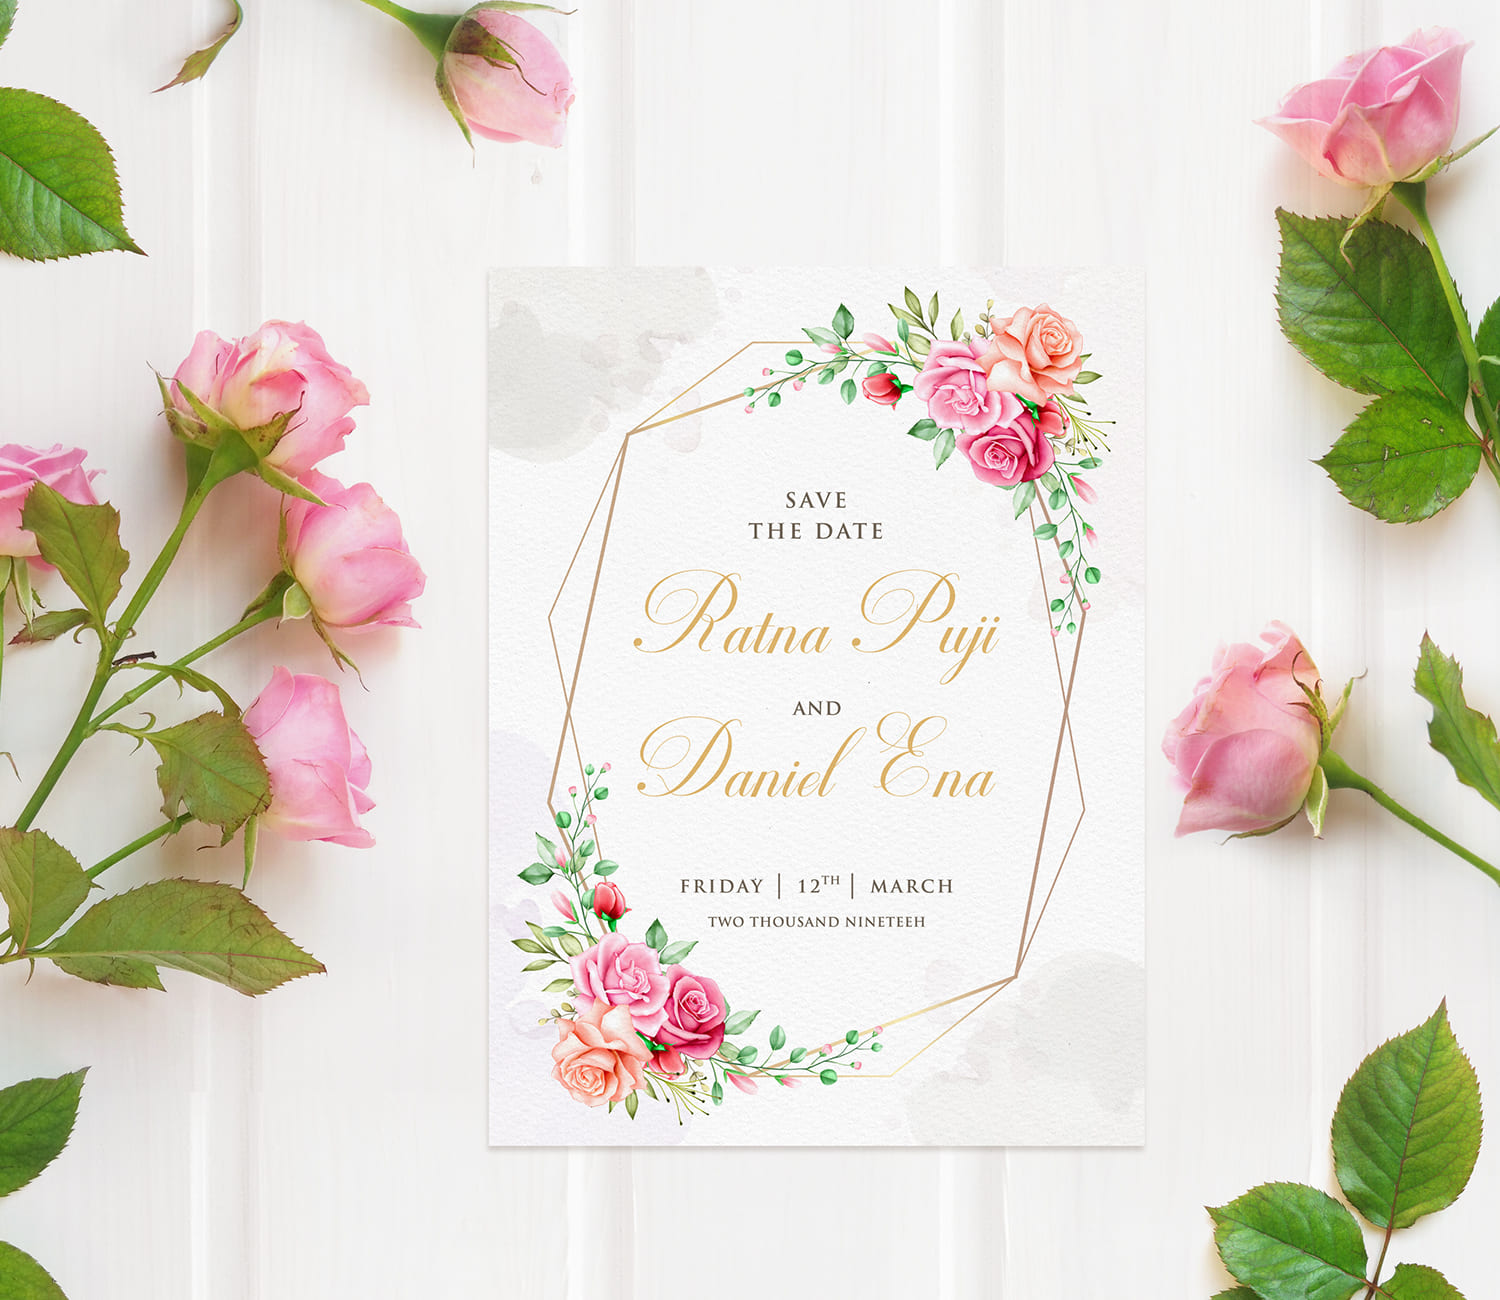 SAVE
THE DATE
Ratna Puji
AND
Daniel Ena
FRIDAY | 12TH | MARCH
TWO THOUSAND NINETEEH